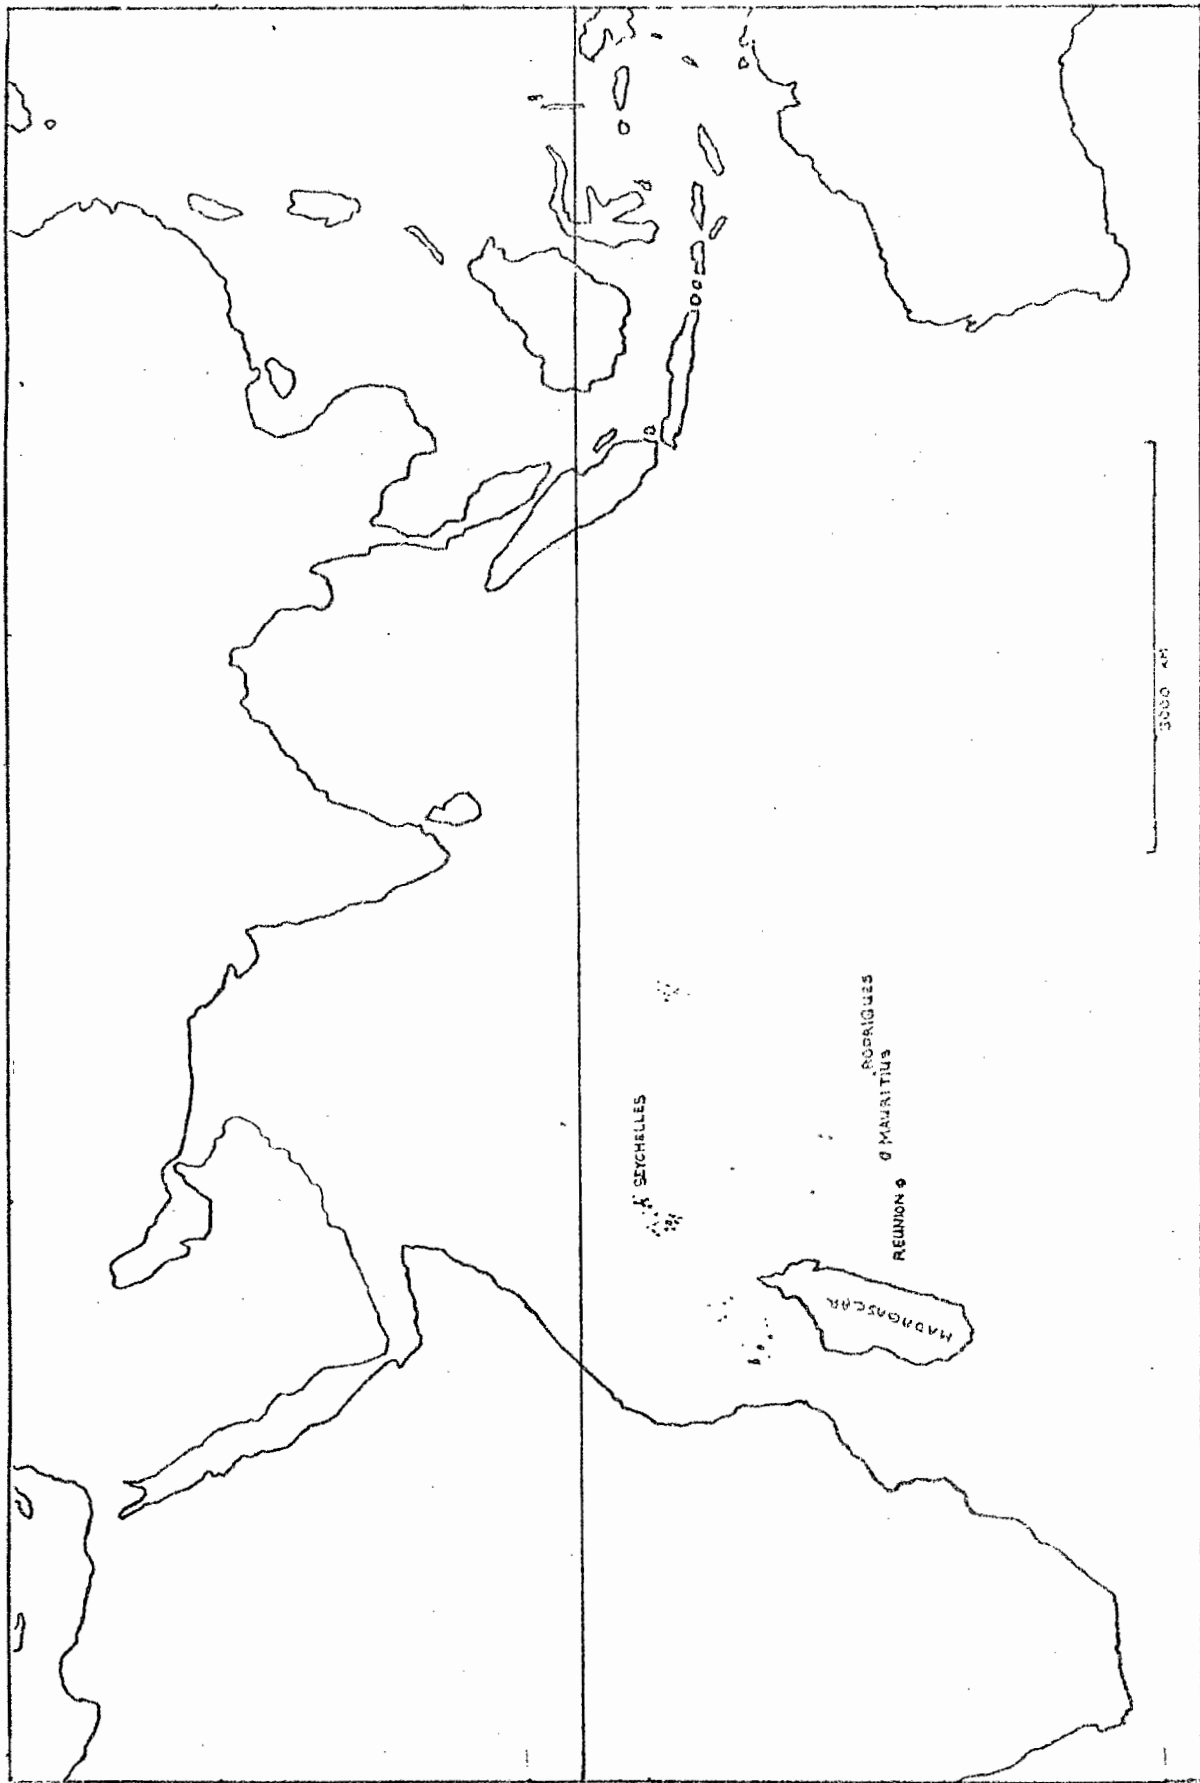 SEYCHELLES
RODRIGUES
MAURITIUS
REUNION
MADAGASCAR
3000 KM